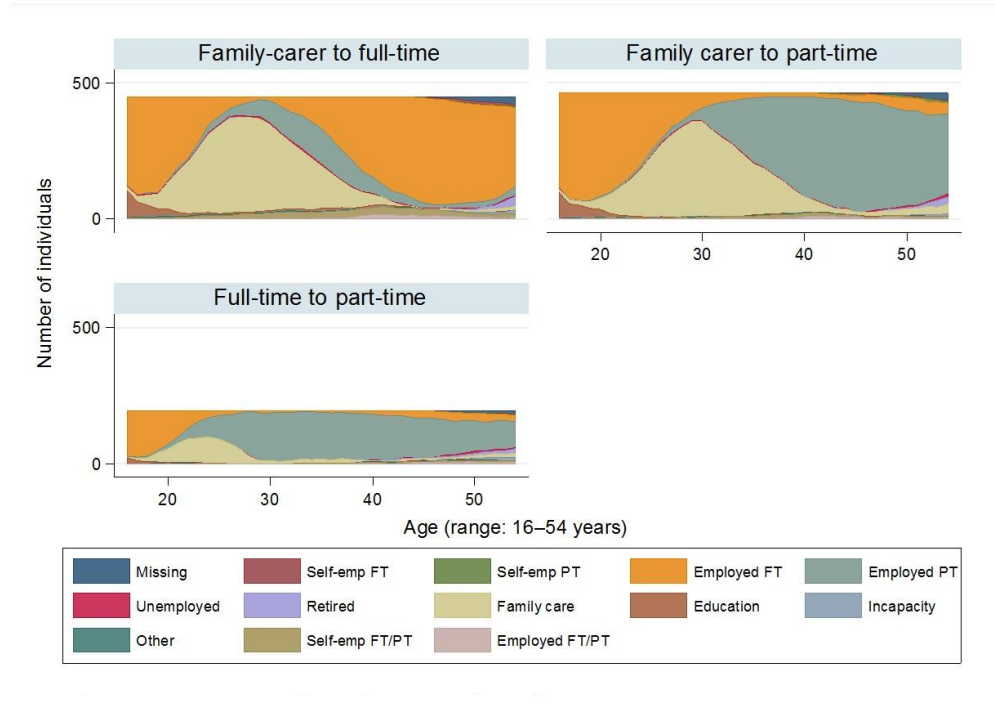 Family-carer to full-time
Family carer to part-time
500
0
20 30 40 50
Full-time to part-time
500
0
20 30 40 50
Number of individuals
Age (range: 16–54 years)
Missing Self-emp FT Self-emp PT Employed FT Employed PT
Unemployed Retired Family care Education Incapacity
Other Self-emp FT/PT Employed FT/PT